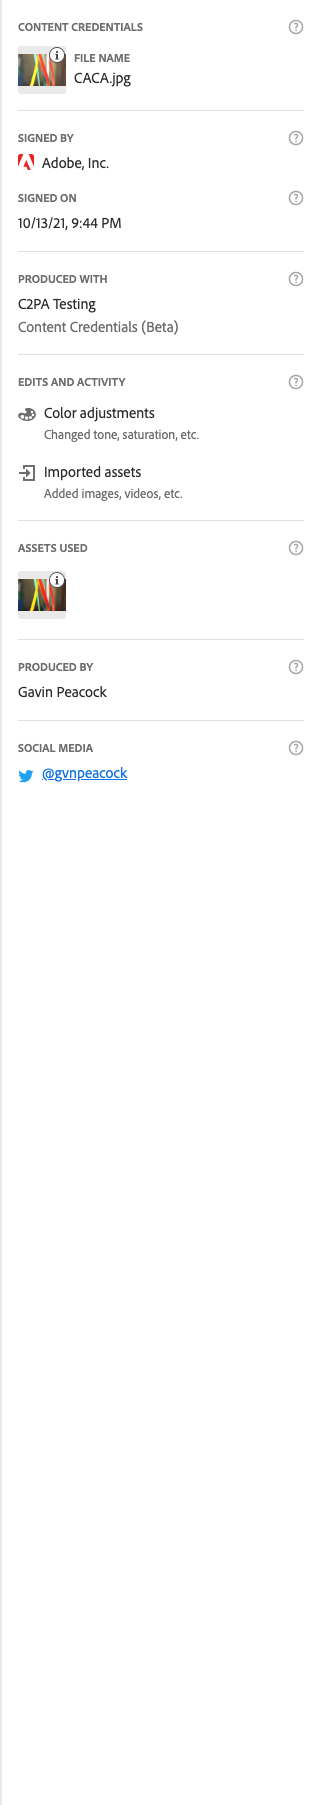 CONTENT CREDENTIALS
FILE NAME
CACA.jpg
SIGNED BY
Adobe, Inc.
SIGNED ON
10/13/21, 9:44 PM
PRODUCED WITH
C2PA Testing
Content Credentials (Beta)
EDITS AND ACTIVITY
Color adjustments
Changed tone, saturation, etc.
Imported assets
Added images, videos, etc.
ASSETS USED
PRODUCED BY
Gavin Peacock
SOCIAL MEDIA
@gvnpeacock